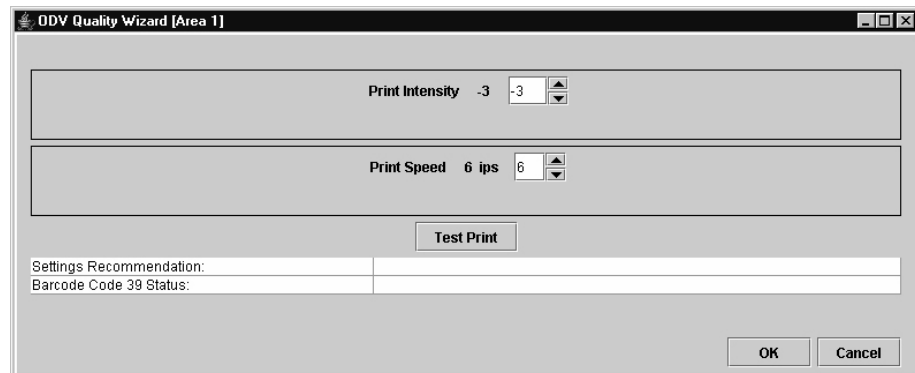 ODV Quality Wizard [Area 1]
Print Intensity -3 -3
Print Speed 6 ips 6
Test Print
Settings Recommendation:
Barcode Code 39 Status:
OK Cancel